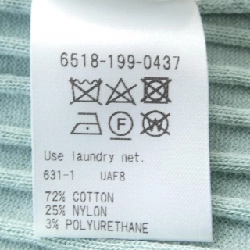 6518-199-0437
F
Use laundry net.
631-1 UAF8
72% COTTON
25% NYLON
3% POLYURETHANE